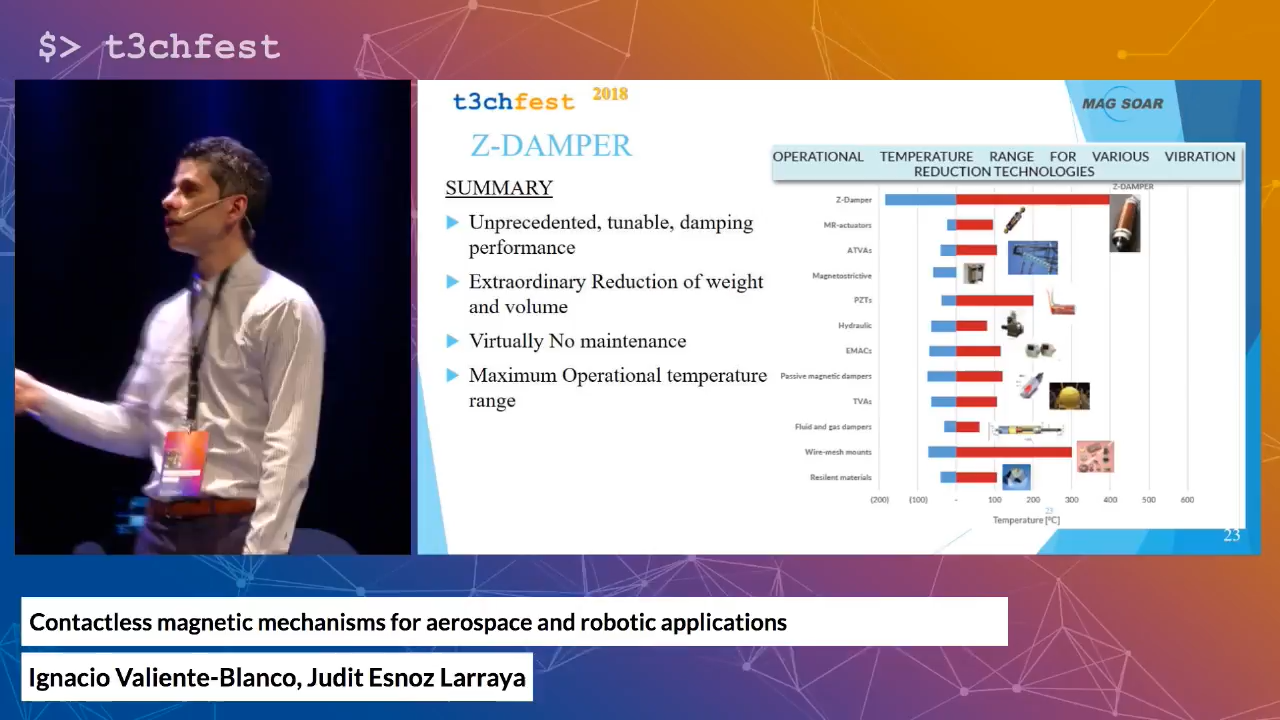 $> t3chfest
t3chfest 2018
MAG SOAR
Z-DAMPER
SUMMARY
Unprecedented, tunable, damping
performance
Extraordinary Reduction of weight
and volume
Virtually No maintenance
Maximum Operational temperature
range
OPERATIONAL TEMPERATURE RANGE FOR VARIOUS VIBRATION
REDUCTION TECHNOLOGIES
Z-DAMPER
Z-Damper
MR-actuators
ATVAs
Magnetostrictive
PZTs
Hydraulic
EMACs
Passive magnetic dampers
TVAs
Fluid and gas dampers
Wire-mesh mounts
Resilent materials
(200) (100) - 100 200 300 400 500 600
23
Temperature [ºC]
23
Contactless magnetic mechanisms for aerospace and robotic applications
Ignacio Valiente-Blanco, Judit Esnoz Larraya